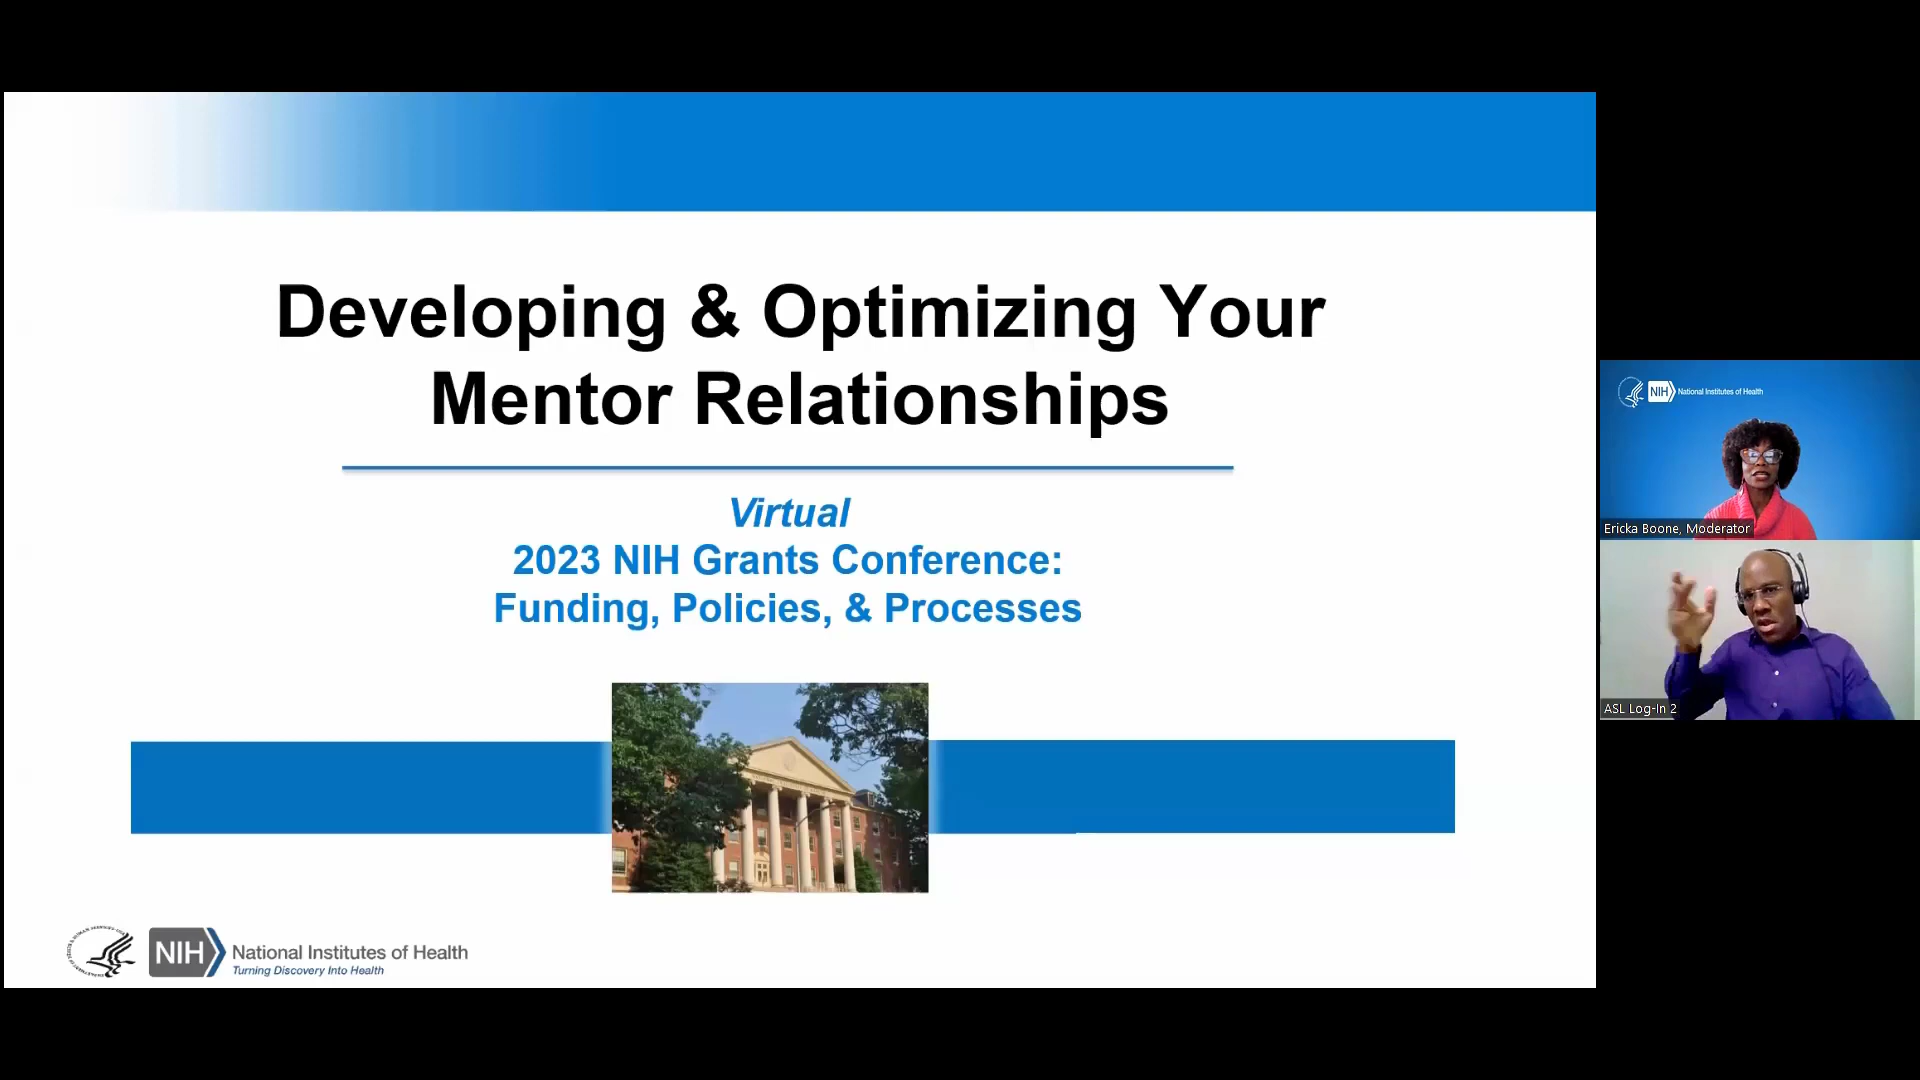 Developing & Optimizing Your
Mentor Relationships
Virtual
2023 NIH Grants Conference:
Funding, Policies, & Processes
NIH
National Institutes of Health
Turning Discovery Into Health
NIH
National Institutes of Health
Ericka Boone, Moderator
ASL Log-In 2